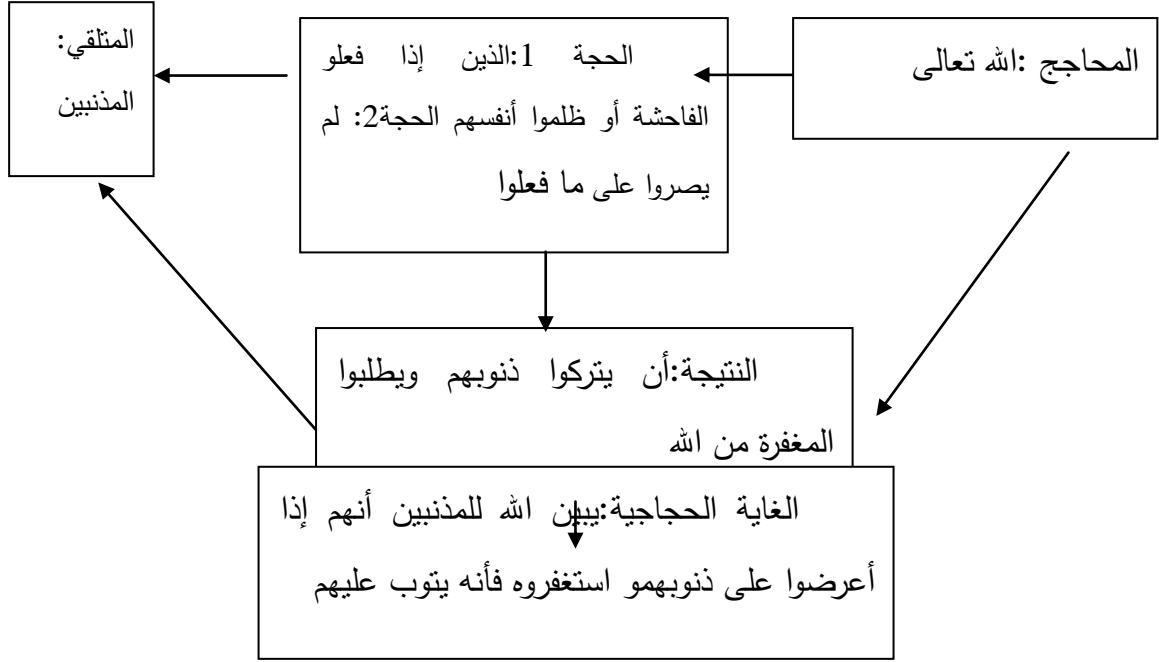 المحاجج :الله تعالى
الحجة 1:الذين إذا فعلو
الفاحشة أو ظلموا أنفسهم الحجة2: لم
يصروا على ما فعلوا
المتلقي:
المذنبين
النتيجة:أن يتركوا ذنوبهم ويطلبوا
المغفرة من الله
الغاية الحجاجية:يبين الله للمذنبين أنهم إذا
أعرضوا على ذنوبهمو استغفروه فأنه يتوب عليهم